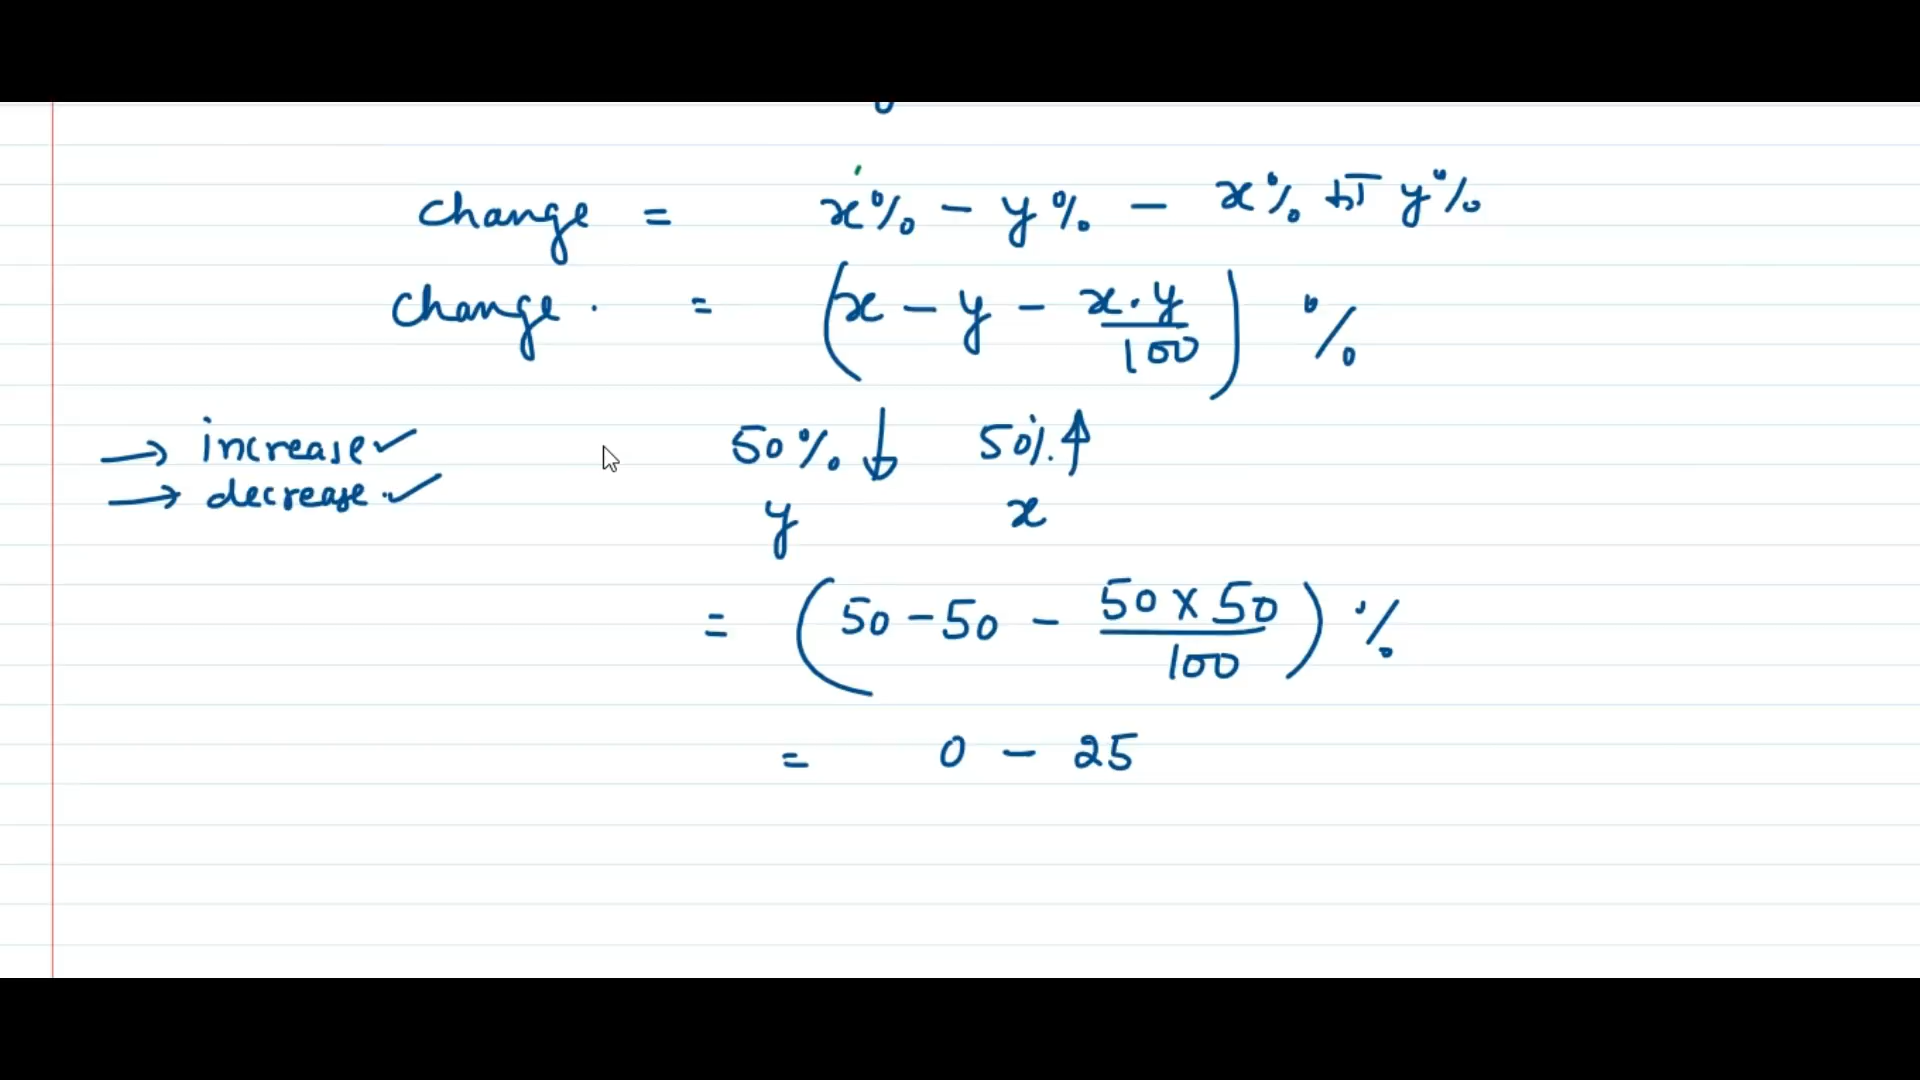 change = x% - y% - x% का y%
change. = (x - y - x.y/100) %
→ increase ✓ 50% ↓ 50% ↑
→ decrease. ✓ y x
= (50 - 50 - 50 × 50/100) %
= 0 - 25